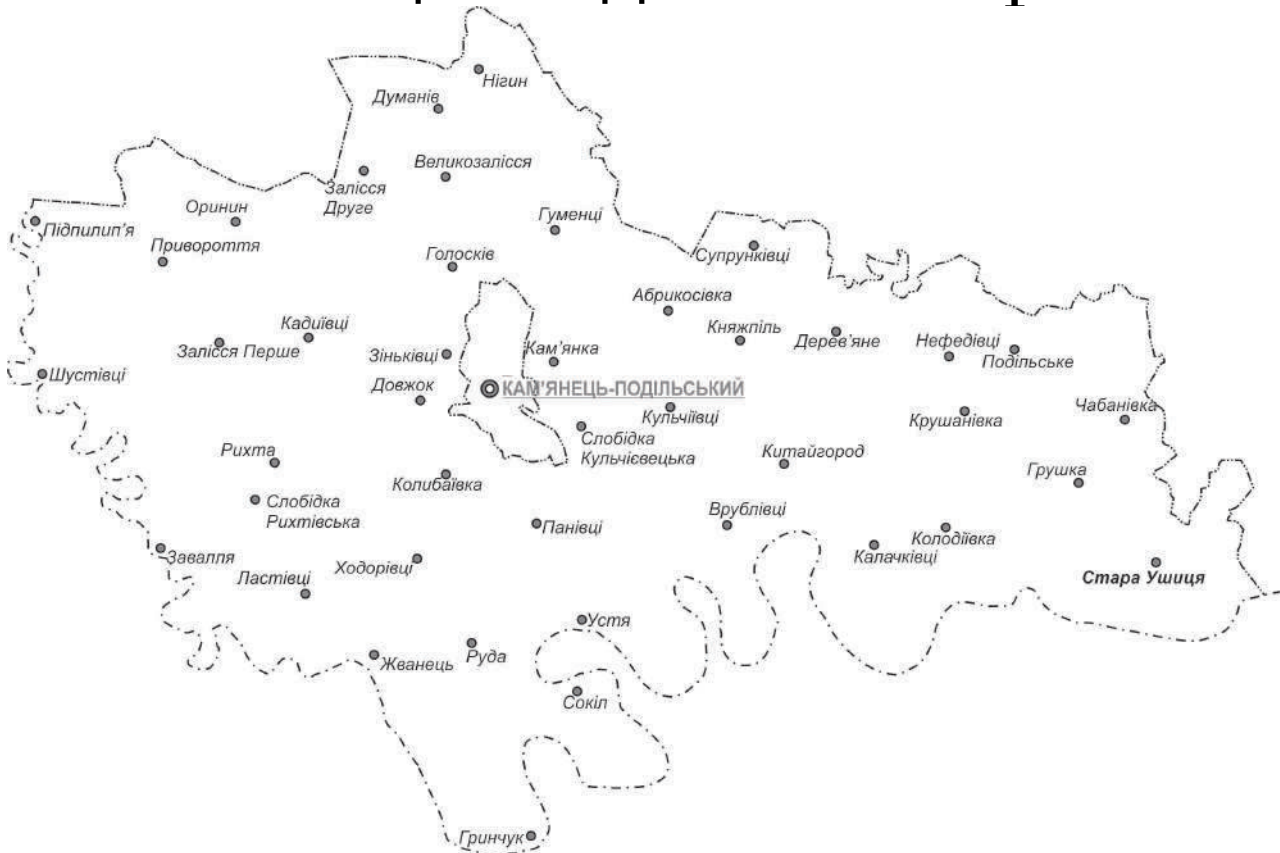 Нігин
Думанів
Великозалісся
Залісся
Друге
Оринин
Підпилип'я
Привороття
Гуменці
Голосків
Супрунківці
Абрикосівка
Кадиївці
Залісся Перше
Зіньківці
Кам'янка
Княжпіль
Дерев'яне
Нефедівці
Подільське
Шустівці
Довжок
КАМ'ЯНЕЦЬ-ПОДІЛЬСЬКИЙ
Кульчіївці
Крушанівка
Чабанівка
Слобідка
Кульчієвецька
Рихта
Китайгород
Грушка
Колибаївка
Слобідка
Рихтівська
Панівці
Врублівці
Колодіївка
Калачківці
Завалля
Ходорівці
Ластівці
Стара Ушиця
Устя
Жванець
Руда
Сокіл
Гринчук